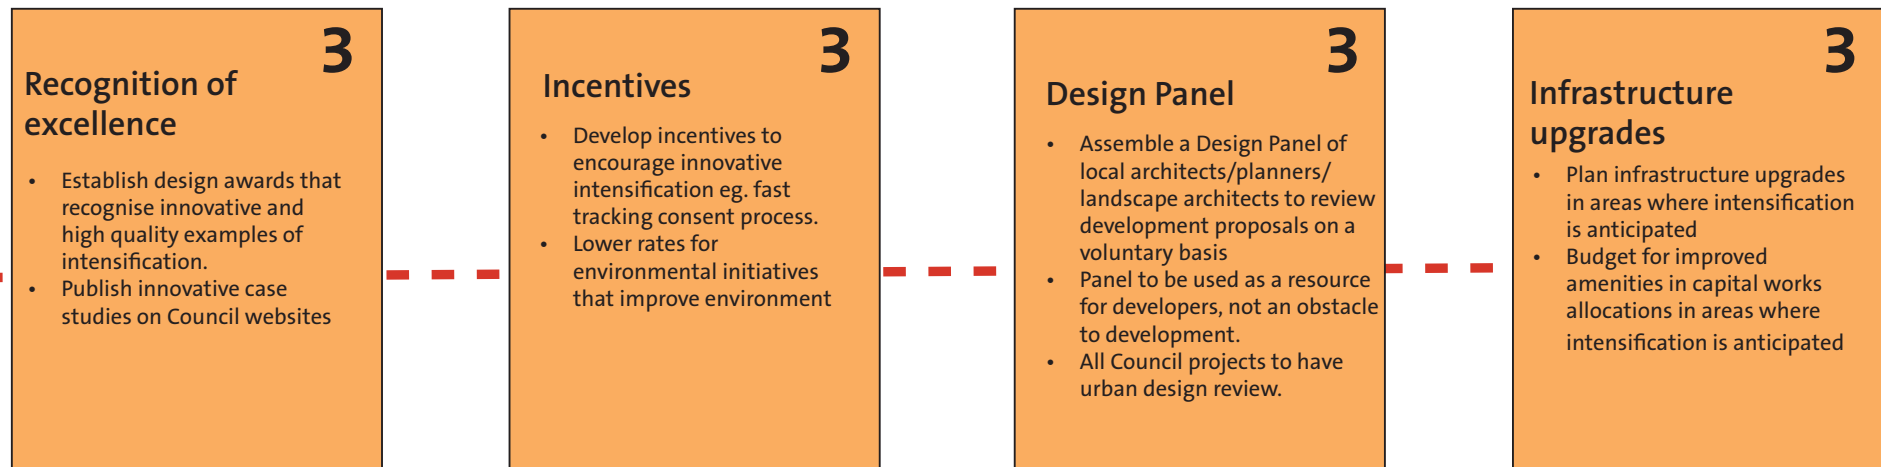 3
Recognition of
excellence
• Establish design awards that
recognise innovative and
high quality examples of
intensification.
• Publish innovative case
studies on Council websites
3
Incentives
• Develop incentives to
encourage innovative
intensification eg. fast
tracking consent process.
• Lower rates for
environmental initiatives
that improve environment
3
Design Panel
• Assemble a Design Panel of
local architects/planners/
landscape architects to review
development proposals on a
voluntary basis
• Panel to be used as a resource
for developers, not an obstacle
to development.
• All Council projects to have
urban design review.
3
Infrastructure
upgrades
• Plan infrastructure upgrades
in areas where intensification
is anticipated
• Budget for improved
amenities in capital works
allocations in areas where
intensification is anticipated